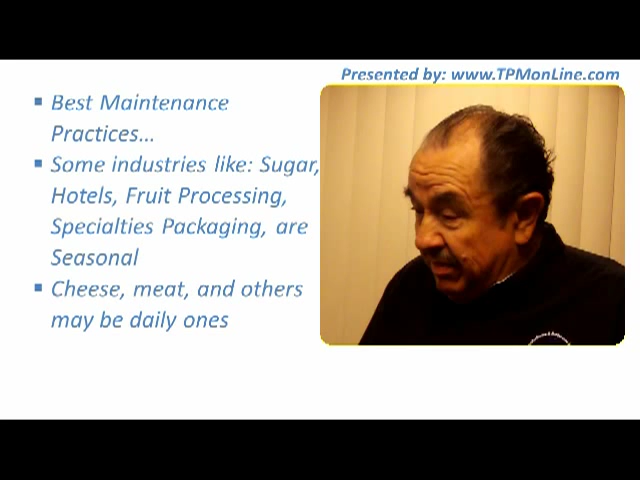 Presented by: www.TPMonLine.com
▪ Best Maintenance
Practices...
▪ Some industries like: Sugar,
Hotels, Fruit Processing,
Specialties Packaging, are
Seasonal
▪ Cheese, meat, and others
may be daily ones